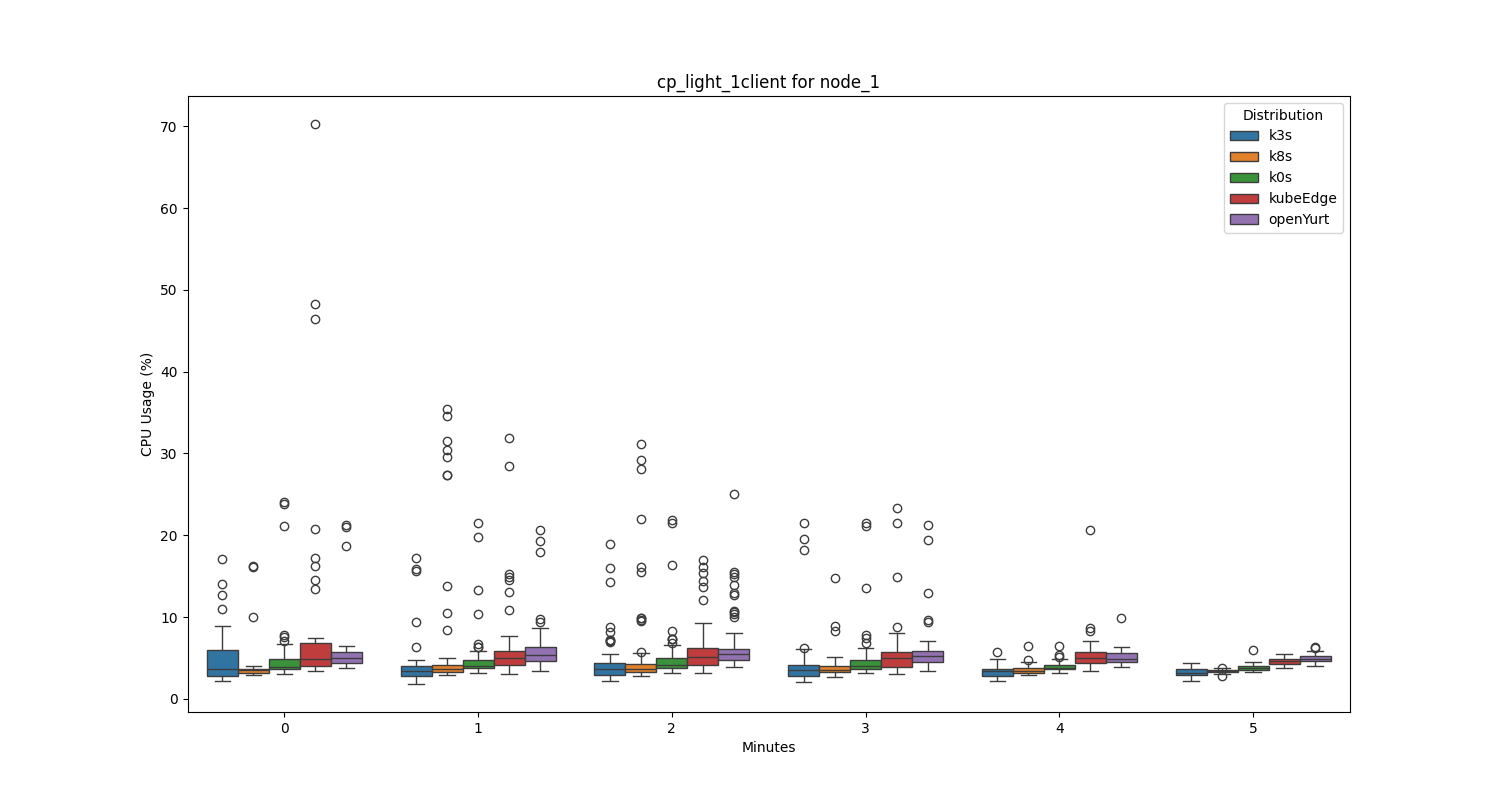 cp_light_1client for node_1
Distribution
k3s
k8s
k0s
kubeEdge
openYurt
CPU Usage (%)
70
60
50
40
30
20
10
0
0 1 2 3 4 5
Minutes